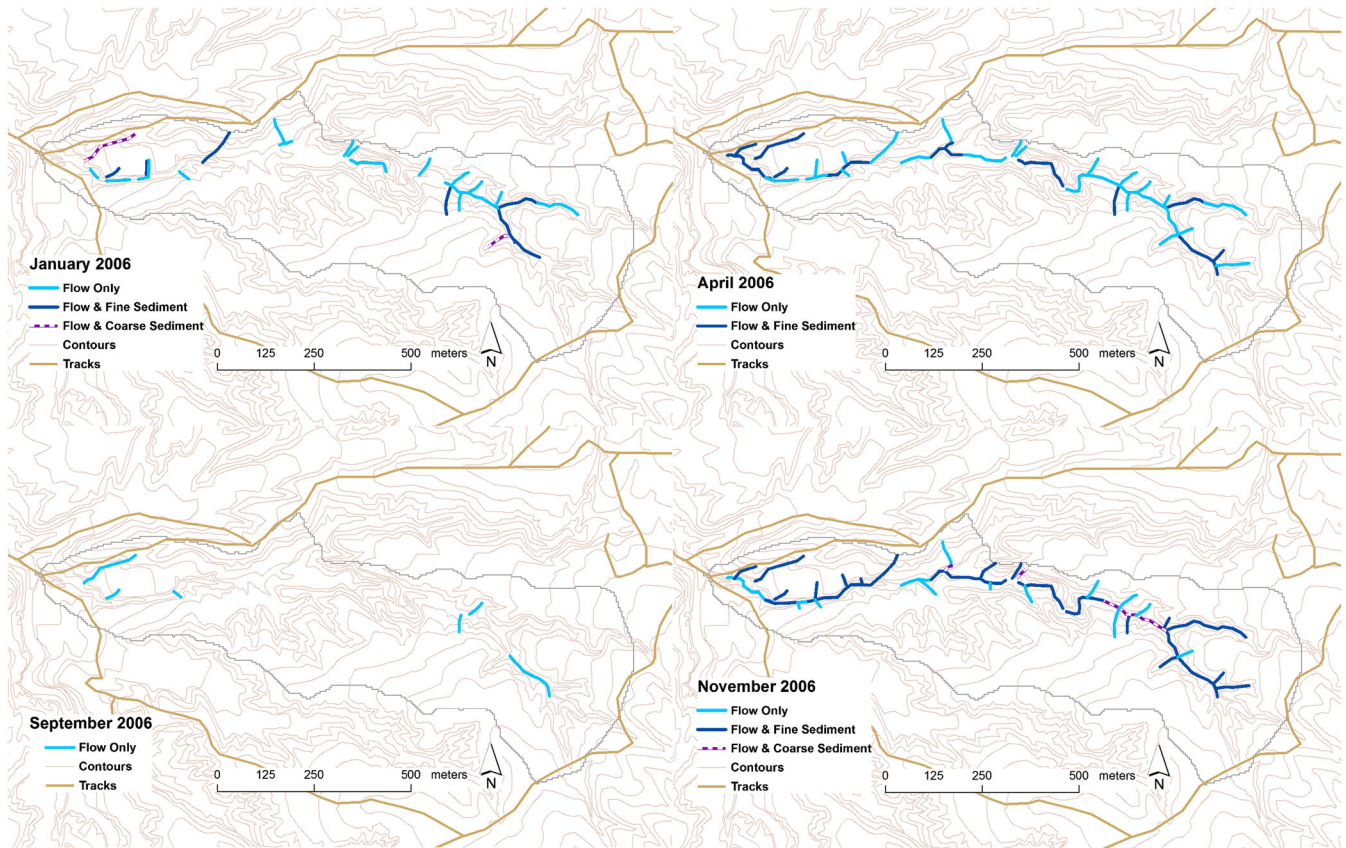 January 2006
Flow Only
Flow & Fine Sediment
Flow & Coarse Sediment
Contours
Tracks
0 125 250 500 meters
N
April 2006
Flow Only
Flow & Fine Sediment
Contours
Tracks
0 125 250 500 meters
N
September 2006
Flow Only
Contours
Tracks
0 125 250 500 meters
N
November 2006
Flow Only
Flow & Fine Sediment
Flow & Coarse Sediment
Contours
Tracks
0 125 250 500 meters
N